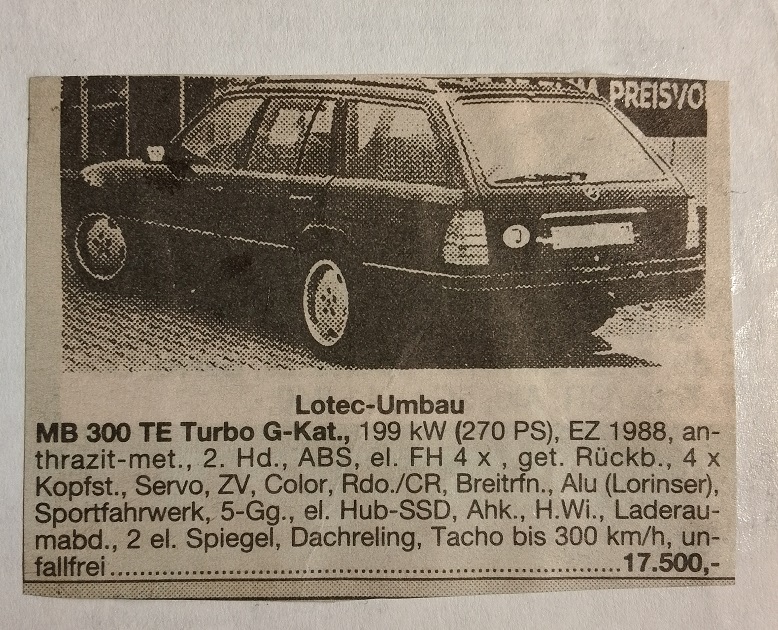 PREISVO
J
Lotec-Umbau
MB 300 TE Turbo G-Kat., 199 kW (270 PS), EZ 1988, an-
thrazit-met., 2. Hd., ABS, el. FH 4 x , get. Rückb., 4 x
Kopfst., Servo, ZV, Color, Rdo./CR, Breitrfn., Alu (Lorinser),
Sportfahrwerk, 5-Gg., el. Hub-SSD, Ahk., H.Wi., Laderau-
mabd., 2 el. Spiegel, Dachreling, Tacho bis 300 km/h, un-
fallfrei..............................................................17.500,-